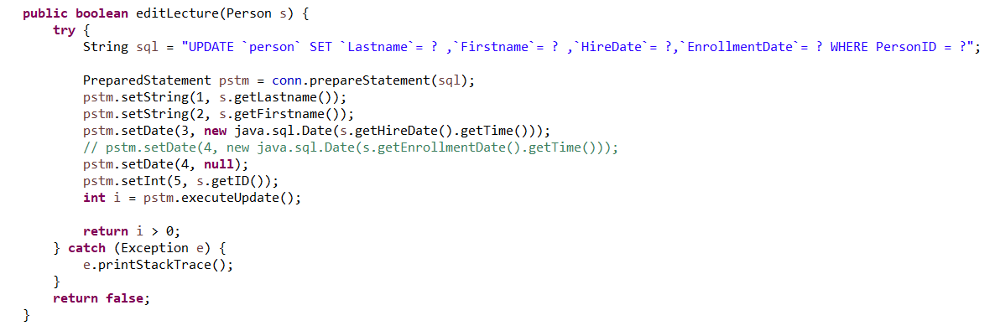 public boolean editLecture(Person s) {
try {
String sql = "UPDATE `person` SET `Lastname`= ? ,`Firstname`= ? ,`HireDate`= ?,`EnrollmentDate`= ? WHERE PersonID = ?";
PreparedStatement pstm = conn.prepareStatement(sql);
pstm.setString(1, s.getLastname());
pstm.setString(2, s.getFirstname());
pstm.setDate(3, new java.sql.Date(s.getHireDate().getTime()));
// pstm.setDate(4, new java.sql.Date(s.getEnrollmentDate().getTime()));
pstm.setDate(4, null);
pstm.setInt(5, s.getID());
int i = pstm.executeUpdate();
return i > 0;
} catch (Exception e) {
e.printStackTrace();
}
return false;
}